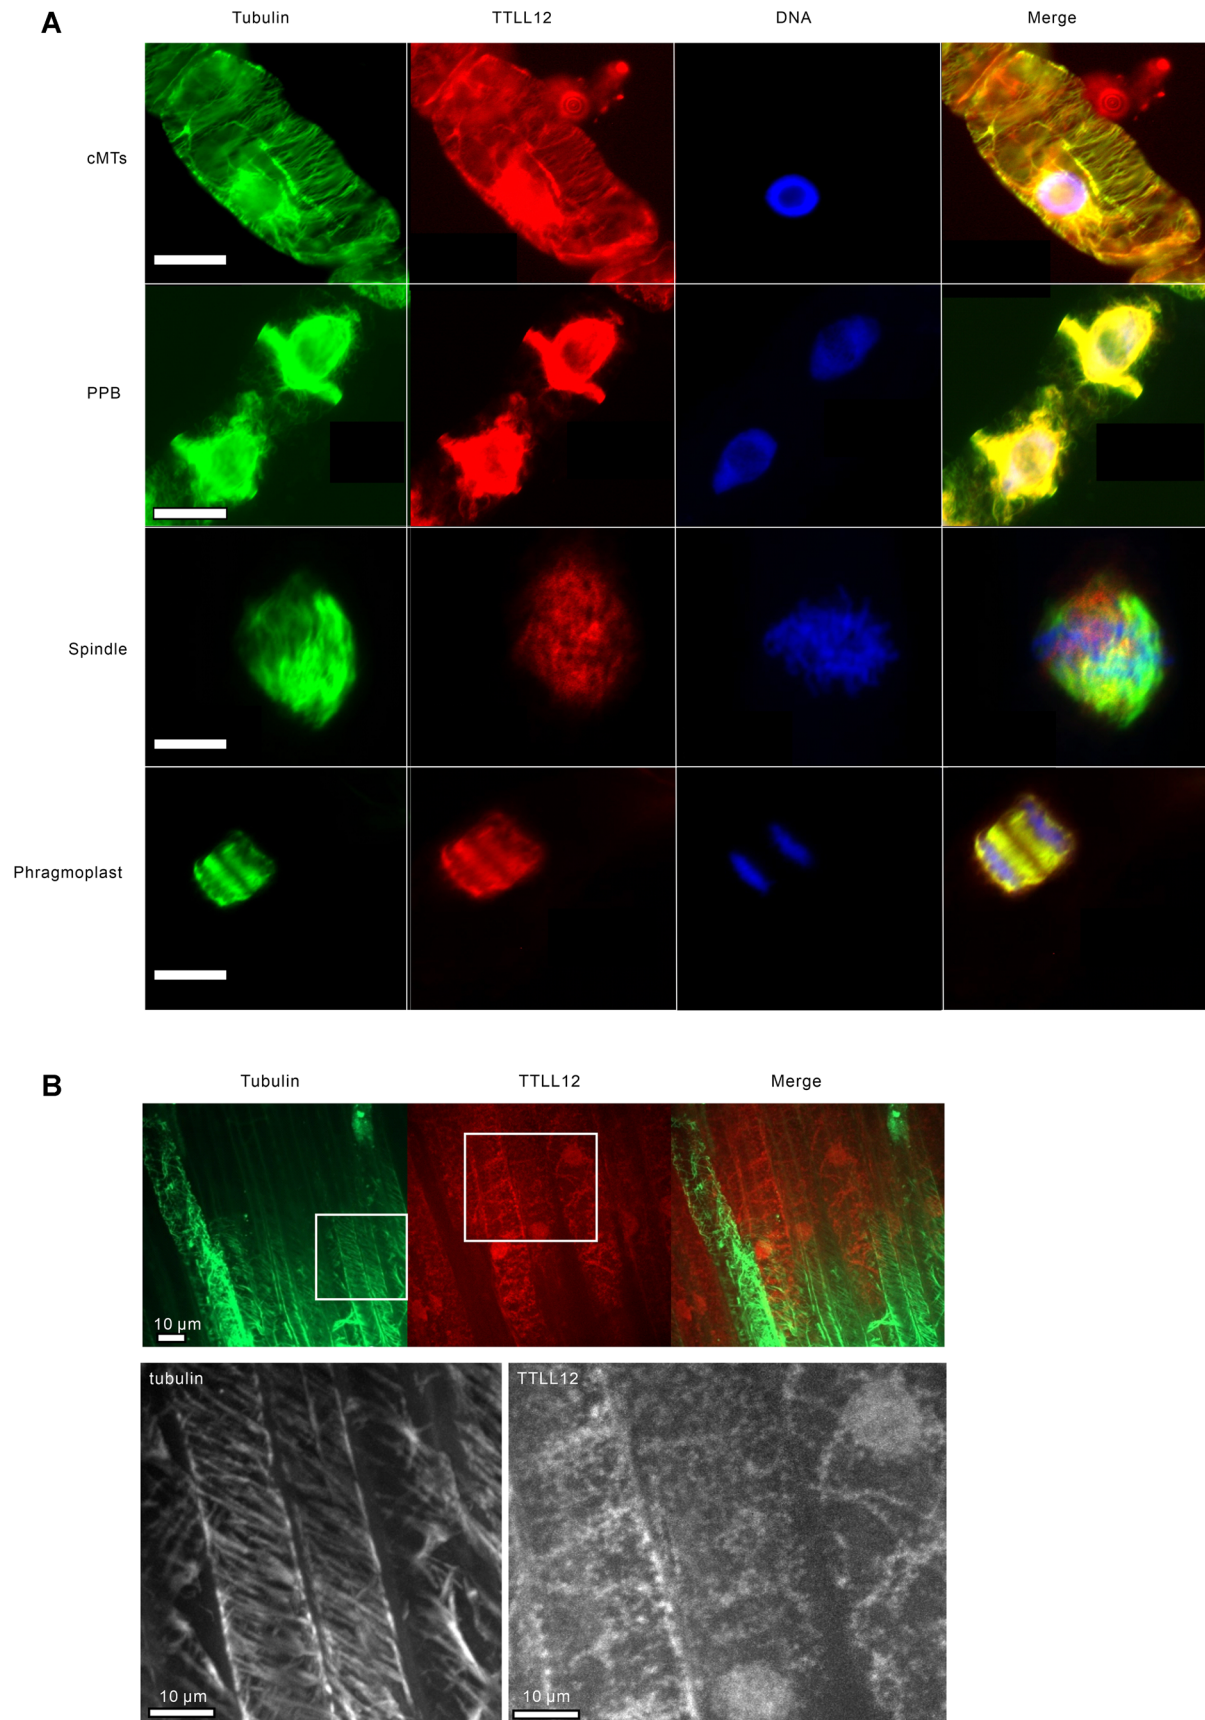 A
Tubulin TTLL12 DNA Merge
cMTs
PPB
Spindle
Phragmoplast
B
Tubulin TTLL12 Merge
10 µm
tubulin TTLL12
10 µm 10 µm